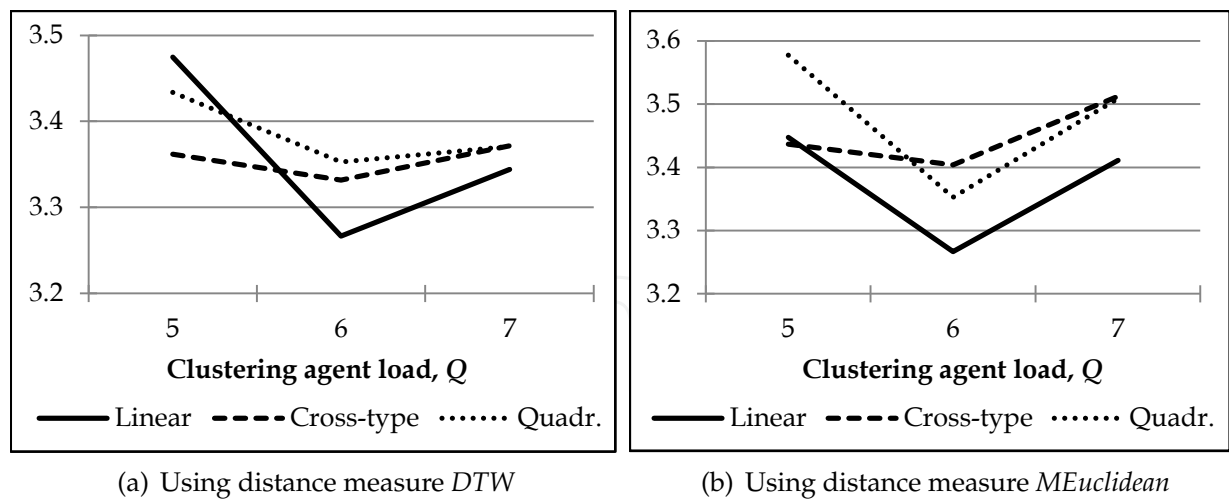 3.5
3.4
3.3
3.2
5 6 7
Clustering agent load, Q
Linear Cross-type Quadr.
(a) Using distance measure DTW
3.6
3.5
3.4
3.3
3.2
5 6 7
Clustering agent load, Q
Linear Cross-type Quadr.
(b) Using distance measure MEuclidean